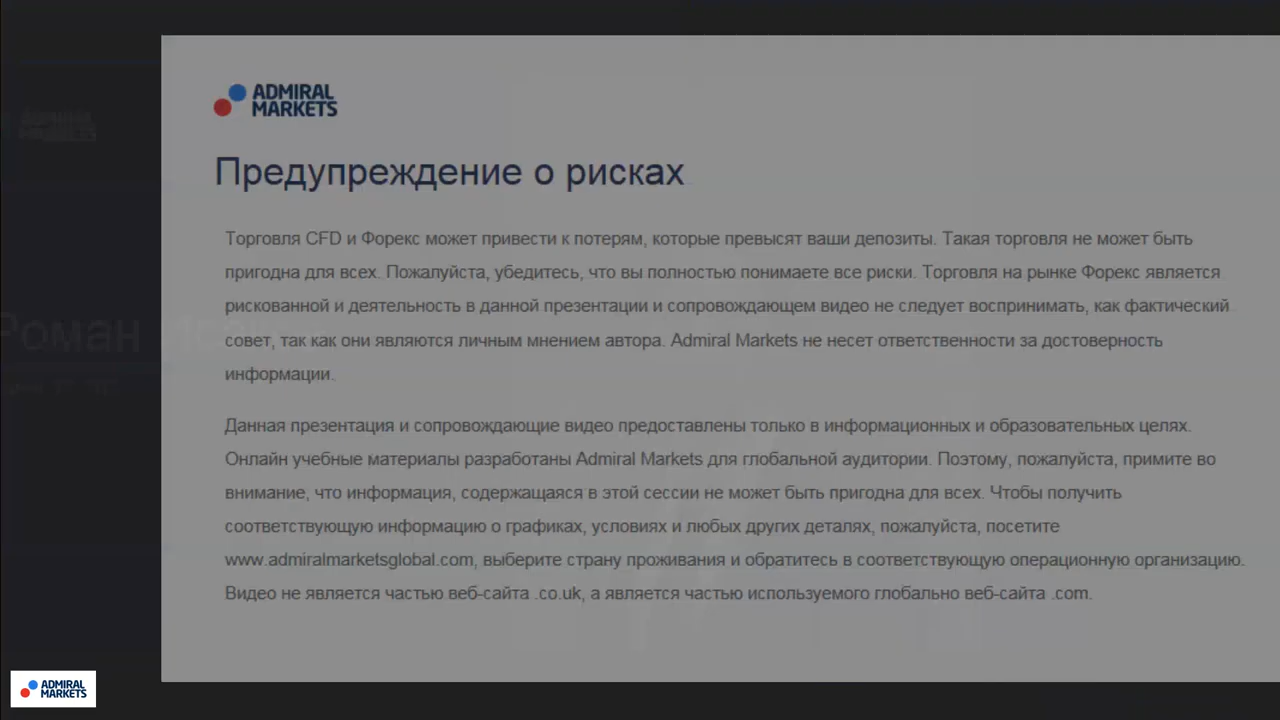 ADMIRAL
MARKETS
Предупреждение о рисках
Торговля CFD и Форекс может привести к потерям, которые превысят ваши депозиты. Такая торговля не может быть
пригодна для всех. Пожалуйста, убедитесь, что вы полностью понимаете все риски. Торговля на рынке Форекс является
рискованной и деятельность в данной презентации и сопровождающем видео не следует воспринимать, как фактический
совет, так как они являются личным мнением автора. Admiral Markets не несет ответственности за достоверность
информации.
Данная презентация и сопровождающие видео предоставлены только в информационных и образовательных целях.
Онлайн учебные материалы разработаны Admiral Markets для глобальной аудитории. Поэтому, пожалуйста, примите во
внимание, что информация, содержащаяся в этой сессии не может быть пригодна для всех. Чтобы получить
соответствующую информацию о графиках, условиях и любых других деталях, пожалуйста, посетите
www.admiralmarketsglobal.com, выберите страну проживания и обратитесь в соответствующую операционную организацию.
Видео не является частью веб-сайта .co.uk, а является частью используемого глобально веб-сайта .com.
ADMIRAL
MARKETS
Роман
ADMIRAL
MARKETS